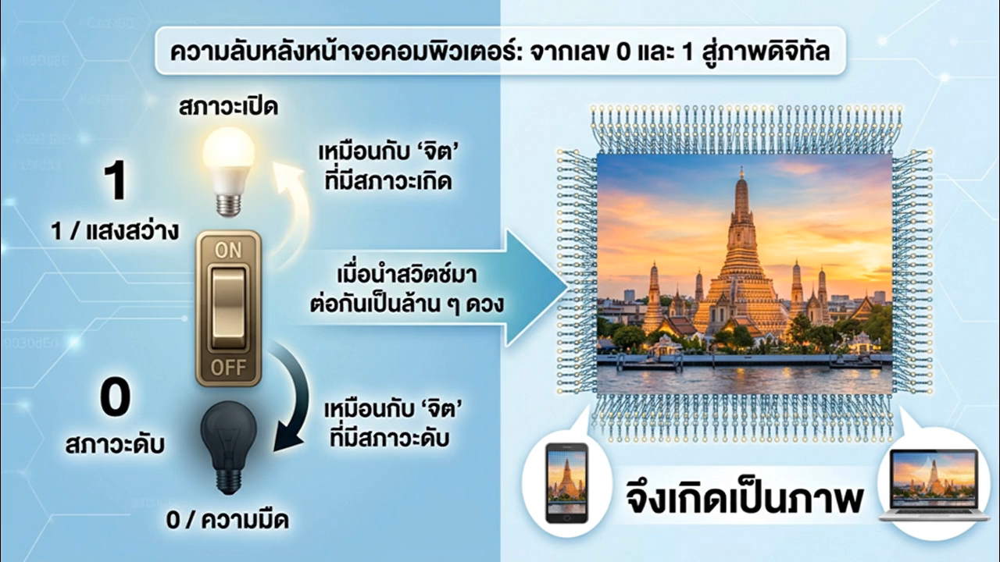 ความลับหลังหน้าจอคอมพิวเตอร์: จากเลข 0 และ 1 สู่ภาพดิจิทัล
สภาวะเปิด
1
1 / แสงสว่าง
เหมือนกับ ‘จิต’
ที่มีสภาวะเกิด
ON
OFF
เมื่อนำสวิตซ์มา
ต่อกันเป็นล้าน ๆ ดวง
0
สภาวะดับ
เหมือนกับ ‘จิต’
ที่มีสภาวะดับ
0 / ความมืด
จึงเกิดเป็นภาพ